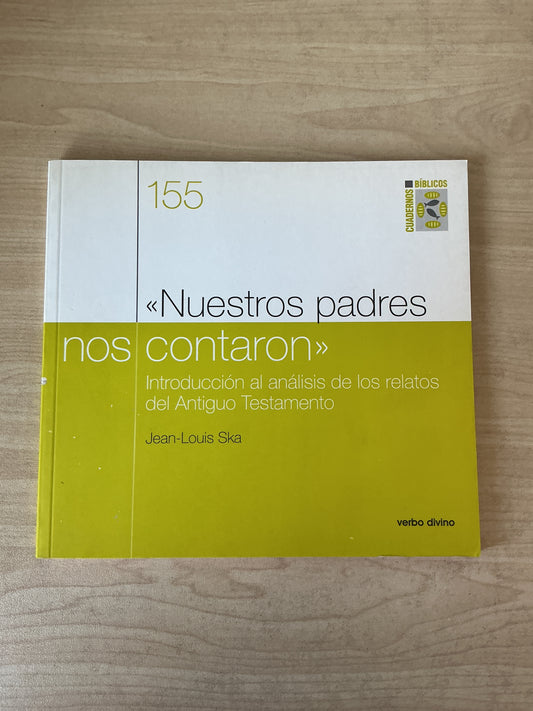 155
CUADERNOS
BÍBLICOS
«Nuestros padres
nos contaron»
Introducción al análisis de los relatos
del Antiguo Testamento
Jean-Louis Ska
verbo divino